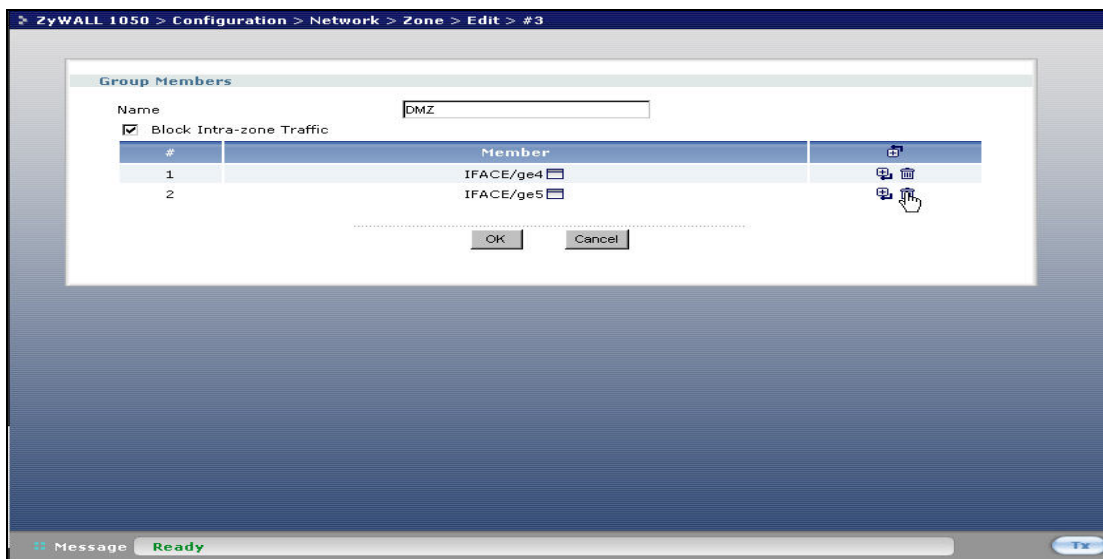 ZyWALL 1050 > Configuration > Network > Zone > Edit > #3
Group Members
Name DMZ
Block Intra-zone Traffic
# Member
1 IFACE/ge4
2 IFACE/ge5
OK Cancel
Message Ready Tx